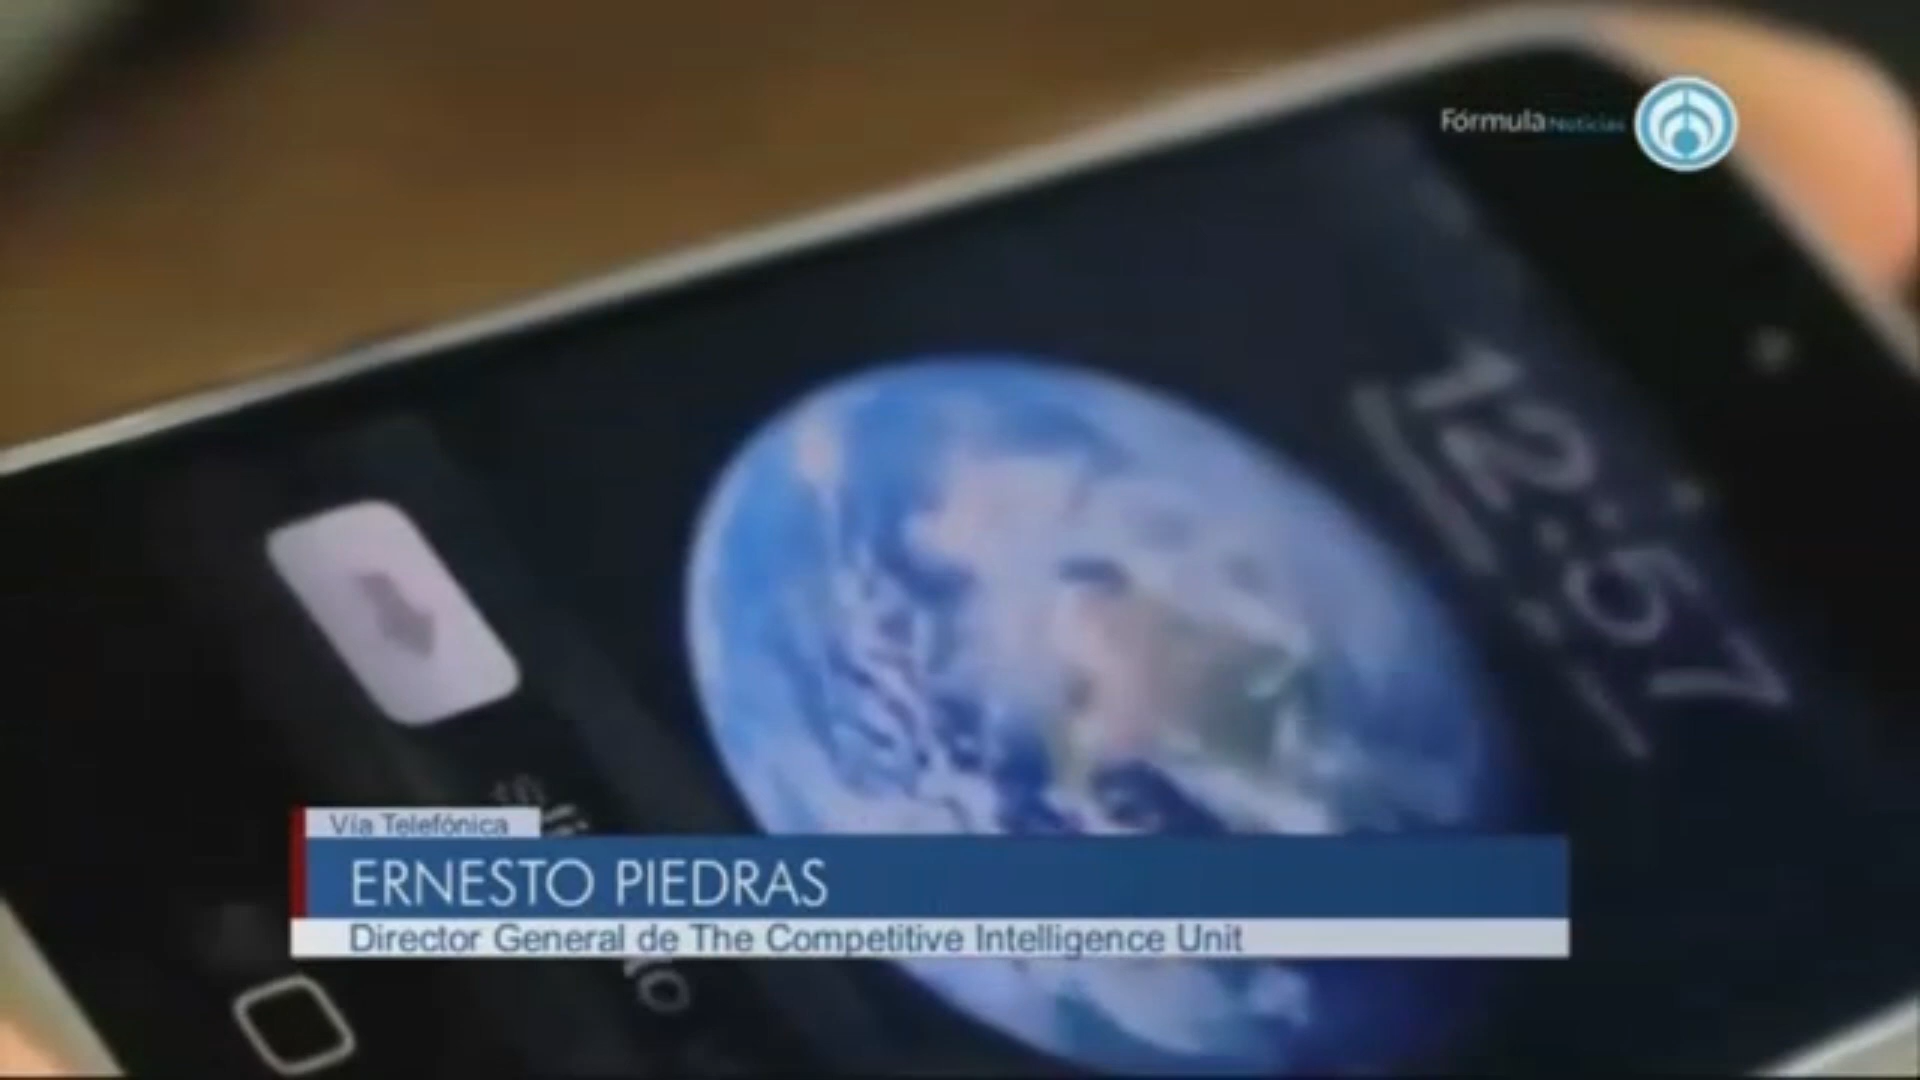 Fórmula Noticias
12:57
Vía Telefónica
ERNESTO PIEDRAS
Director General de The Competitive Intelligence Unit